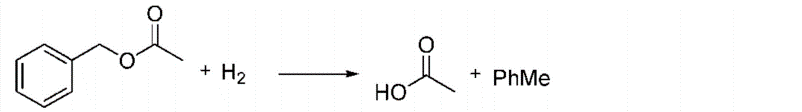 O O
O + H2 HO + PhMe